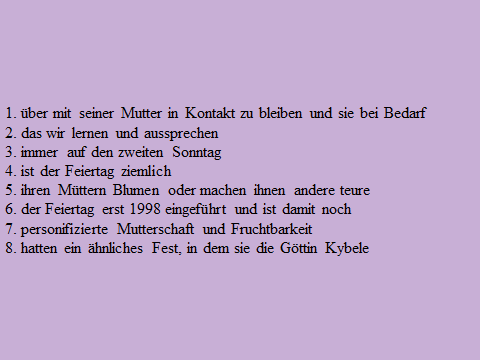 1. über mit seiner Mutter in Kontakt zu bleiben und sie bei Bedarf
2. das wir lernen und aussprechen
3. immer auf den zweiten Sonntag
4. ist der Feiertag ziemlich
5. ihren Müttern Blumen oder machen ihnen andere teure
6. der Feiertag erst 1998 eingeführt und ist damit noch
7. personifizierte Mutterschaft und Fruchtbarkeit
8. hatten ein ähnliches Fest, in dem sie die Göttin Kybele